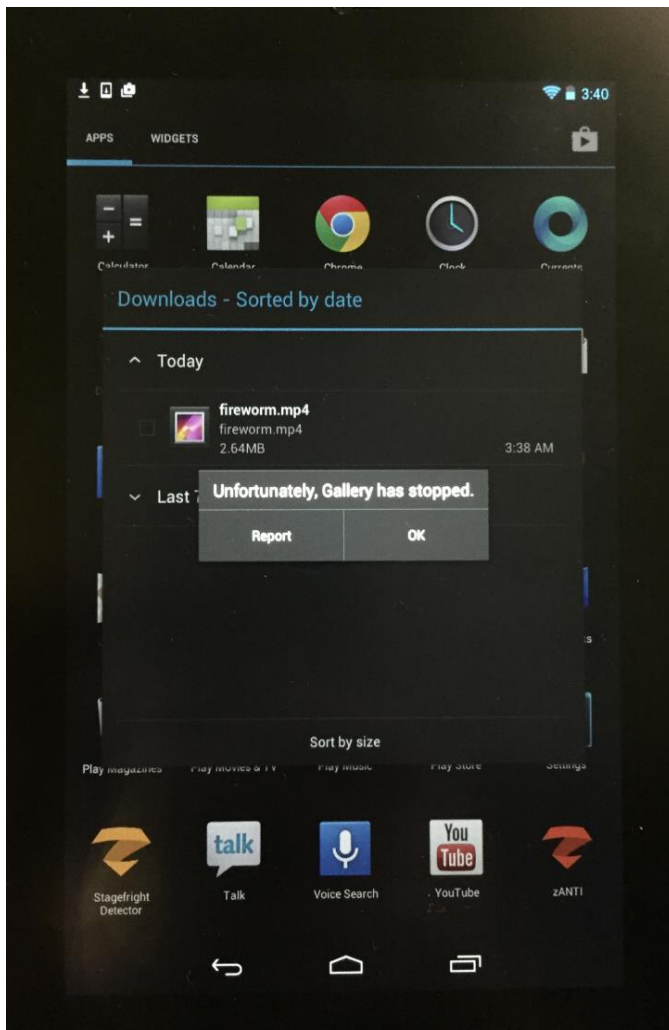 3:40
APPS WIDGETS
Calculator Calendar Chrome Clock Currents
Downloads - Sorted by date
Today
fireworm.mp4
fireworm.mp4
2.64MB 3:38 AM
Last
Unfortunately, Gallery has stopped.
Report OK
Sort by size
Play Magazines Play Movies & TV Play Music Play Store Settings
talk
You
Tube
Stagefright
Detector
Talk Voice Search YouTube zANTI